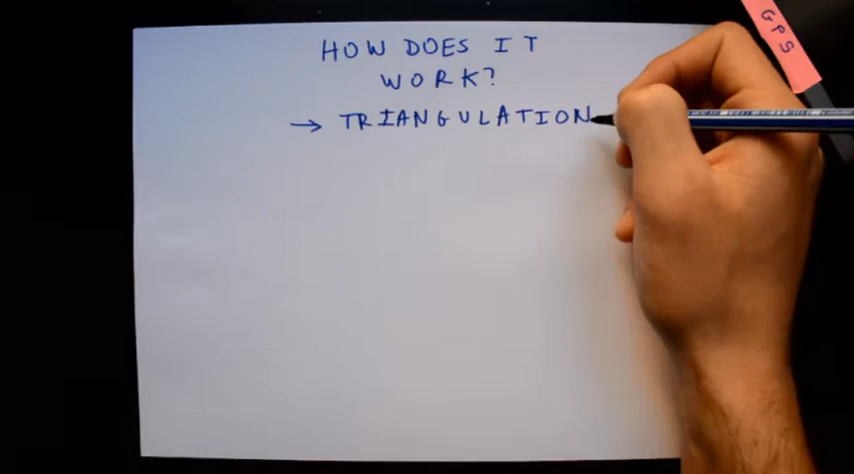 HOW DOES IT
WORK?
→ TRIANGULATION
GPS